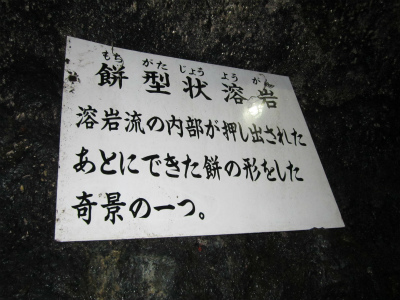 もち がた じょう よう がん
餅型状溶岩
溶岩流の内部が押し出された
あとにできた餅の形をした
奇景の一つ。